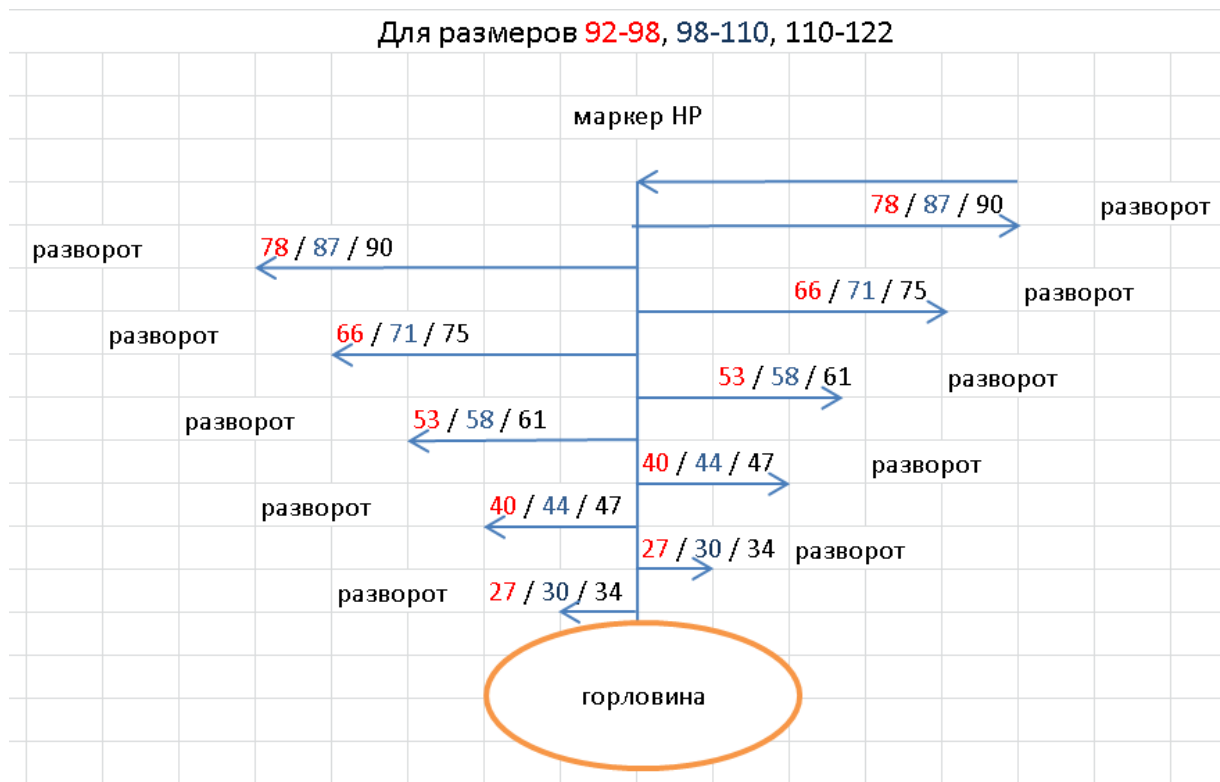 Для размеров 92-98, 98-110, 110-122
маркер НР
78 / 87 / 90 разворот
разворот 78 / 87 / 90
66 / 71 / 75 разворот
разворот 66 / 71 / 75
53 / 58 / 61 разворот
разворот 53 / 58 / 61
40 / 44 / 47 разворот
разворот 40 / 44 / 47
27 / 30 / 34 разворот
разворот 27 / 30 / 34
горловина